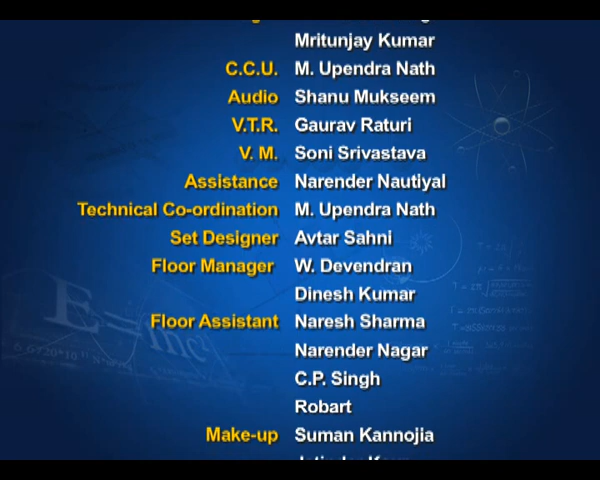 Mritunjay Kumar
C.C.U. M. Upendra Nath
Audio Shanu Mukseem
V.T.R. Gaurav Raturi
V. M. Soni Srivastava
Assistance Narender Nautiyal
Technical Co-ordination M. Upendra Nath
Set Designer Avtar Sahni
Floor Manager W. Devendran
Dinesh Kumar
Floor Assistant Naresh Sharma
Narender Nagar
C.P. Singh
Robart
Make-up Suman Kannojia
E=mc²